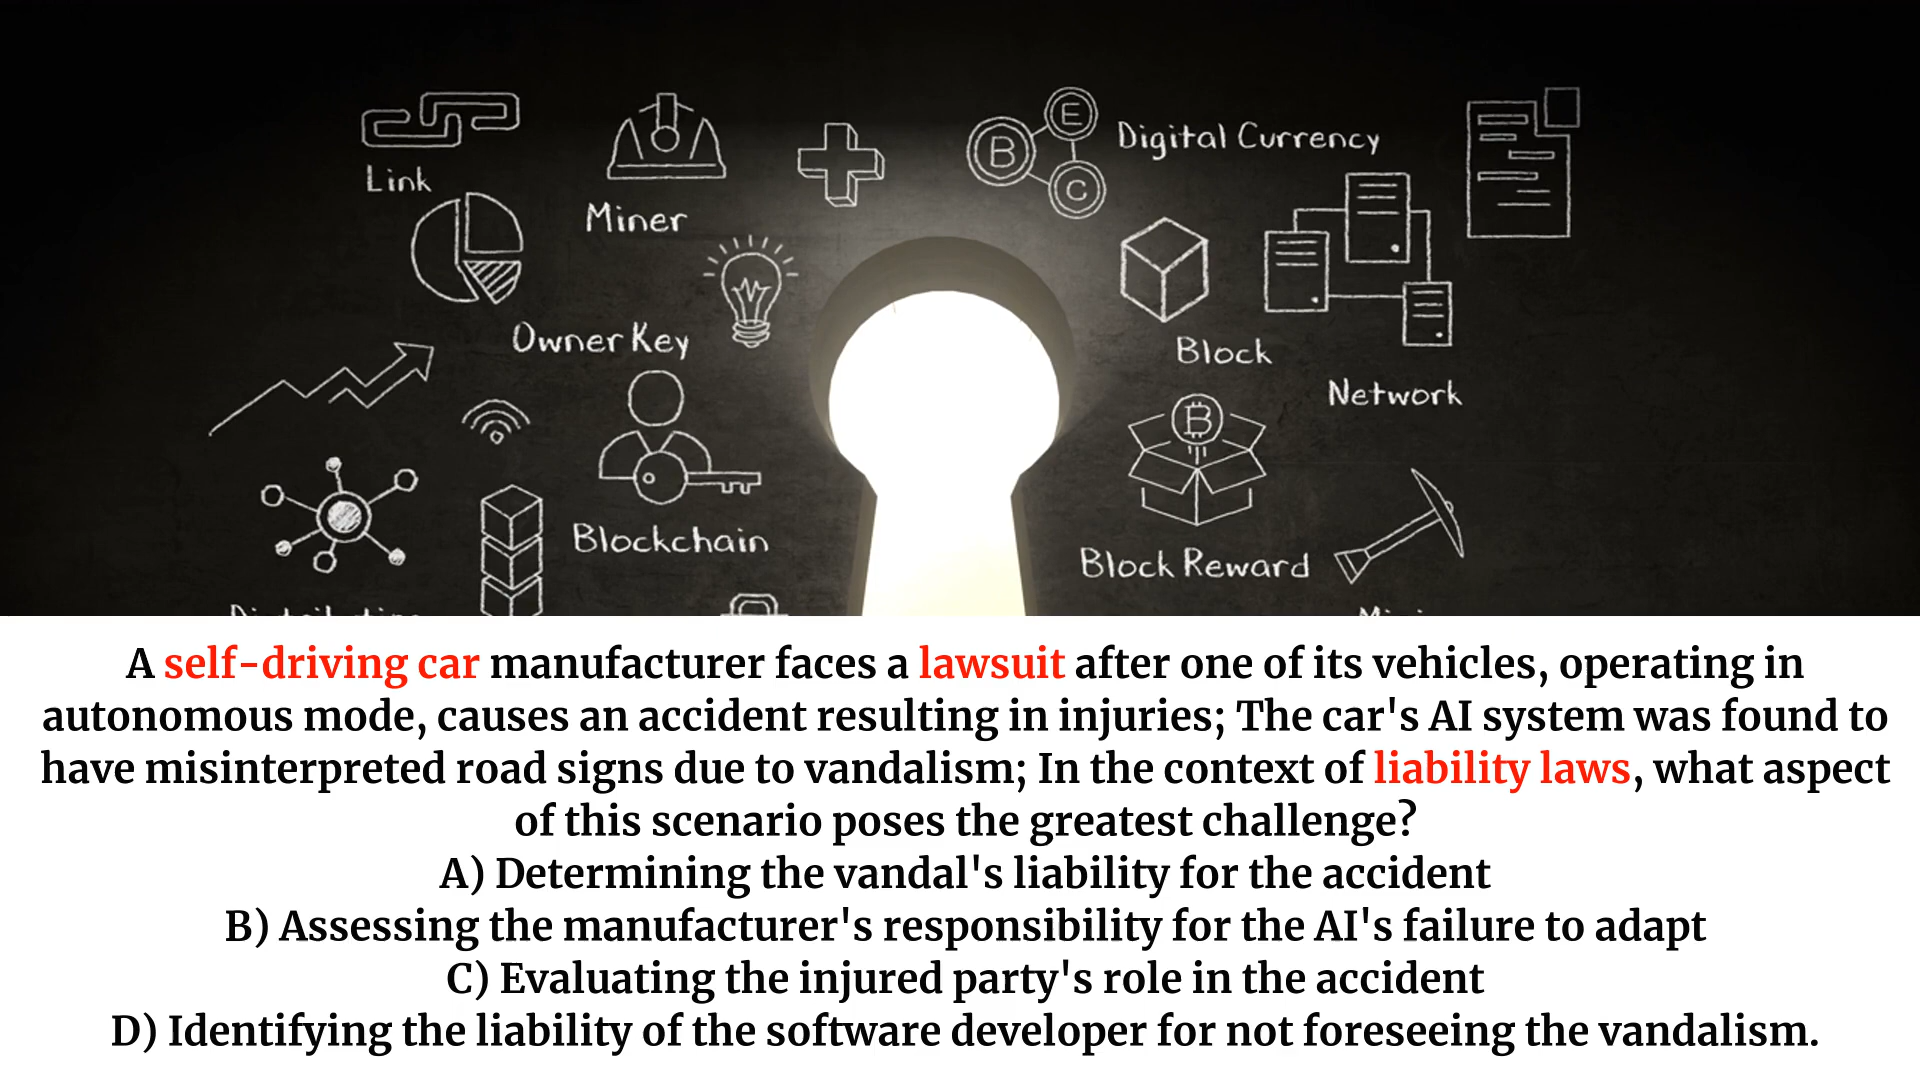 Digital Currency
Link
Miner
Owner Key
Block
Network
Blockchain
Block Reward
B
E
C
B
A self-driving car manufacturer faces a lawsuit after one of its vehicles, operating in
autonomous mode, causes an accident resulting in injuries; The car's AI system was found to
have misinterpreted road signs due to vandalism; In the context of liability laws, what aspect
of this scenario poses the greatest challenge?
A) Determining the vandal's liability for the accident
B) Assessing the manufacturer's responsibility for the AI's failure to adapt
C) Evaluating the injured party's role in the accident
D) Identifying the liability of the software developer for not foreseeing the vandalism.